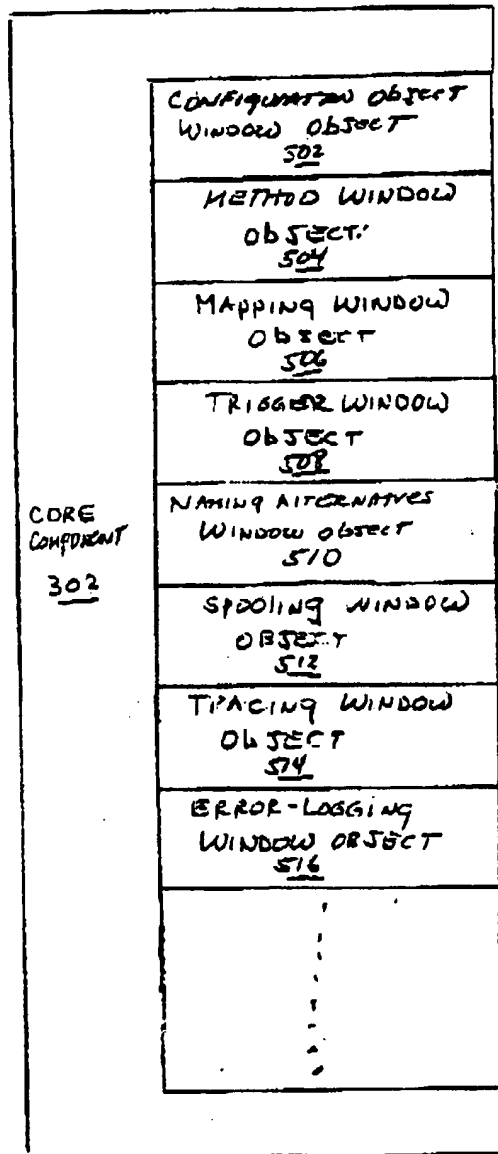 CONFIGURATION OBJECT
WINDOW OBJECT
502
METHOD WINDOW
ObJECT
504
MAPPING WINDOW
ObJECT
506
TRIGGER WINDOW
ObJECT
508
CORE
COMPONENT
302
NAMING ALTERNATIVES
WINDOW ObJECT
510
SPOOLING WINDOW
OBJECT
512
TRACING WINDOW
ObJECT
514
ERROR-LOGGING
WINDOW OBJECT
516